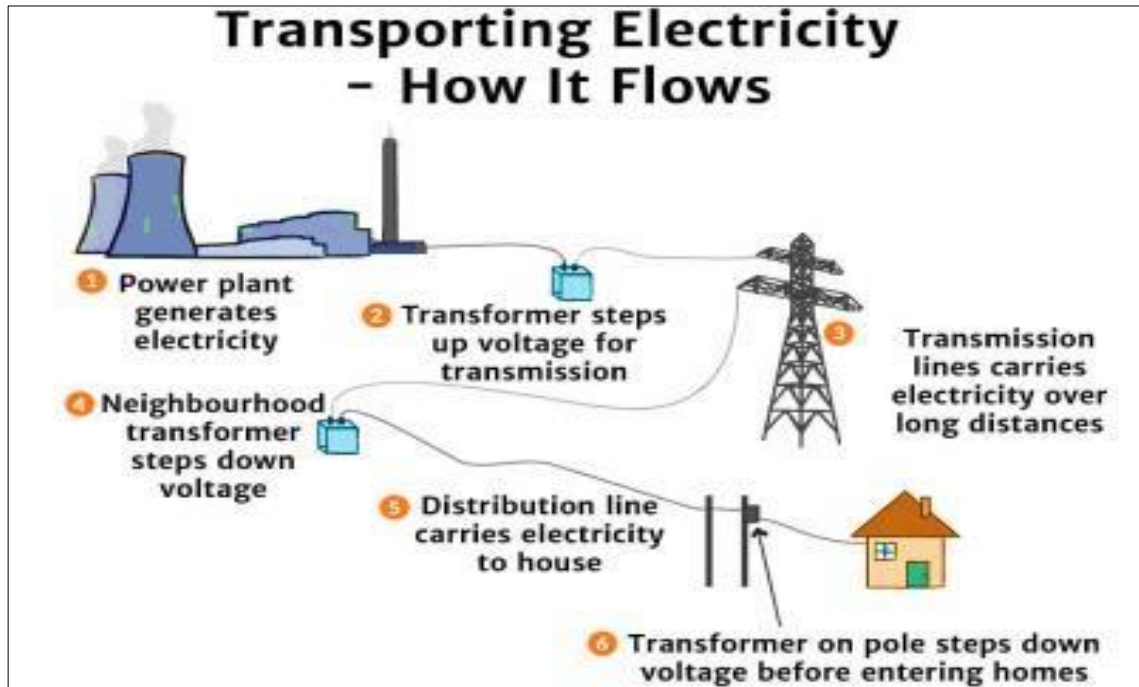 Transporting Electricity
- How It Flows
1 Power plant
generates
electricity
2 Transformer steps
up voltage for
transmission
3 Transmission
lines carries
electricity over
long distances
4 Neighbourhood
transformer
steps down
voltage
5 Distribution line
carries electricity
to house
6 Transformer on pole steps down
voltage before entering homes